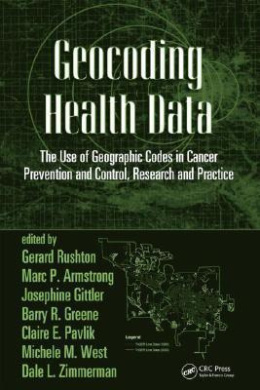 Geocoding
Health Data
The Use of Geographic Codes in Cancer
Prevention and Control, Research and Practice
edited by
Gerard Rushton
Marc P. Armstrong
Josephine Gittler
Barry R. Greene
Claire E. Pavlik
Michele M. West
Dale L. Zimmerman
Legend
CRC Press